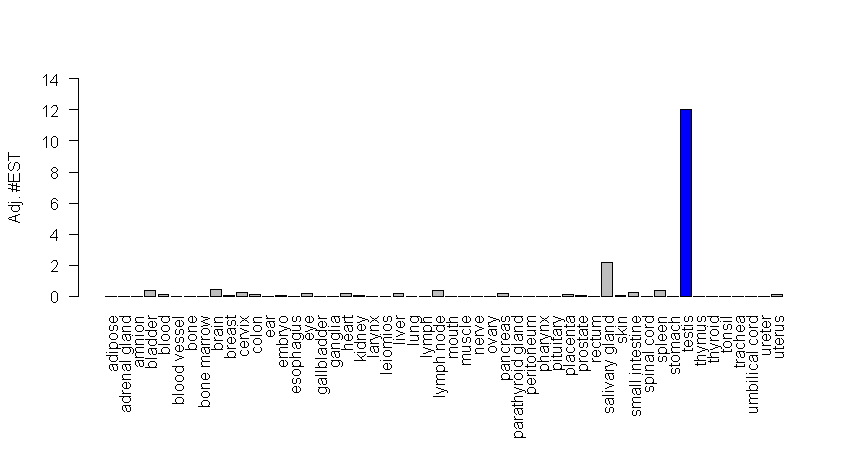 Adj. #EST
14
12
10
8
6
4
2
0
adipose
adrenal gland
amnion
bladder
blood
blood vessel
bone
bone marrow
brain
breast
cervix
colon
ear
embryo
esophagus
eye
gallbladder
ganglia
heart
kidney
larynx
leiomios
liver
lung
lymph
lymph node
mouth
muscle
nerve
ovary
pancreas
parathyroid gland
peritoneum
pharynx
pituitary
placenta
prostate
rectum
salivary gland
skin
small intestine
spinal cord
spleen
stomach
testis
thymus
thyroid
tonsil
trachea
umbilical cord
ureter
uterus